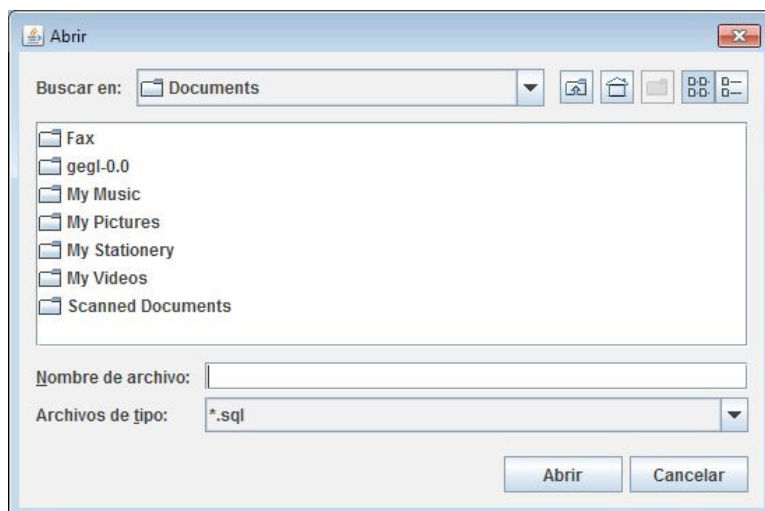 Abrir
Buscar en: Documents
Fax
gegl-0.0
My Music
My Pictures
My Stationery
My Videos
Scanned Documents
Nombre de archivo:
Archivos de tipo: *.sql
Abrir Cancelar